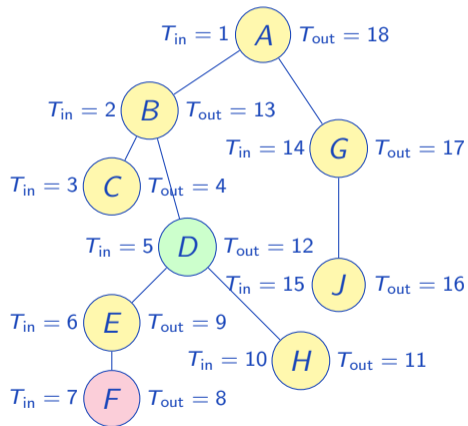 T_in = 1 A T_out = 18
T_in = 2 B T_out = 13
T_in = 14 G T_out = 17
T_in = 3 C T_out = 4
T_in = 5 D T_out = 12
T_in = 15 J T_out = 16
T_in = 6 E T_out = 9
T_in = 10 H T_out = 11
T_in = 7 F T_out = 8